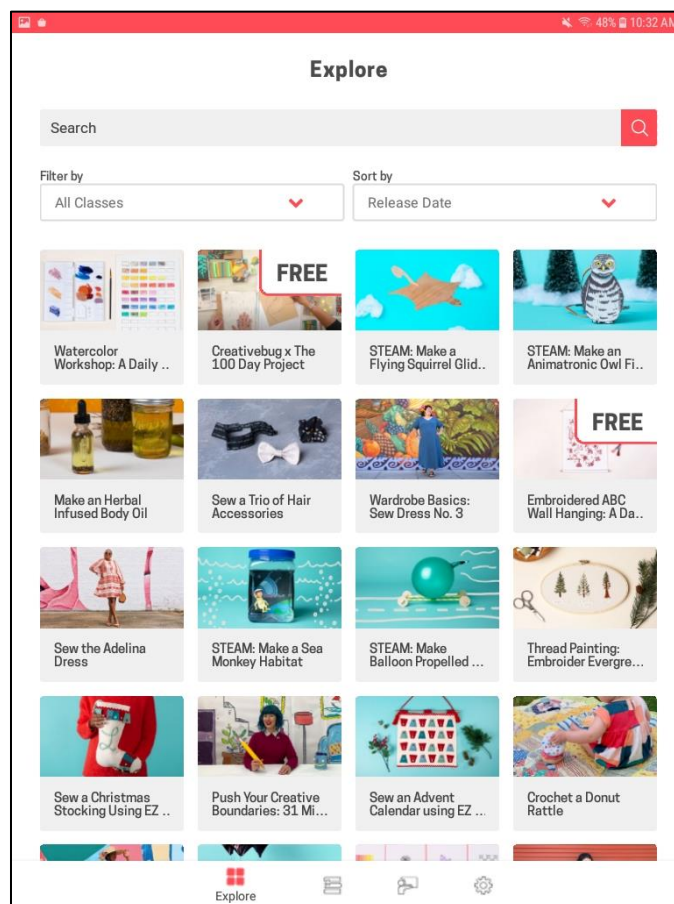 48% 10:32 AM
Explore
Search
Filter by
Sort by
All Classes
Release Date
FREE
Watercolor
Workshop: A Daily ..
Creativebug x The
100 Day Project
STEAM: Make a
Flying Squirrel Glid..
STEAM: Make an
Animatronic Owl Fi..
FREE
Make an Herbal
Infused Body Oil
Sew a Trio of Hair
Accessories
Wardrobe Basics:
Sew Dress No. 3
Embroidered ABC
Wall Hanging: A Da..
Sew the Adelina
Dress
STEAM: Make a Sea
Monkey Habitat
STEAM: Make
Balloon Propelled ...
Thread Painting:
Embroider Evergre...
Sew a Christmas
Stocking Using EZ ..
Push Your Creative
Boundaries: 31 Mi...
Sew an Advent
Calendar using EZ ...
Crochet a Donut
Rattle
Explore